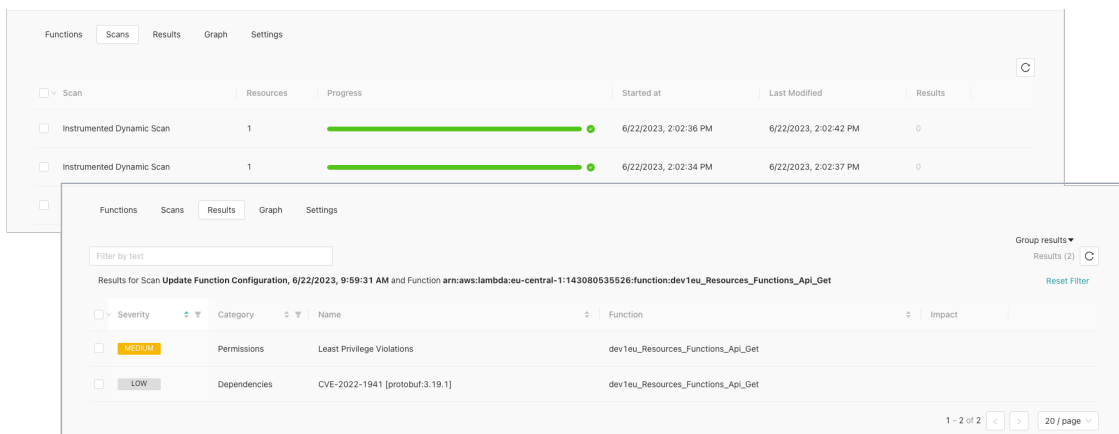 Functions Scans Results Graph Settings
Scan Resources Progress Started at Last Modified Results
Instrumented Dynamic Scan 1 6/22/2023, 2:02:36 PM 6/22/2023, 2:02:42 PM 0
Instrumented Dynamic Scan 1 6/22/2023, 2:02:34 PM 6/22/2023, 2:02:37 PM 0
Functions Scans Results Graph Settings
Group results
Filter by text
Results (2)
Results for Scan Update Function Configuration, 6/22/2023, 9:59:31 AM and Function arn:aws:lambda:eu-central-1:143080535526:function:dev1eu_Resources_Functions_Api_Get
Reset Filter
Severity Category Name Function Impact
MEDIUM Permissions Least Privilege Violations dev1eu_Resources_Functions_Api_Get
LOW Dependencies CVE-2022-1941 [protobuf:3.19.1] dev1eu_Resources_Functions_Api_Get
1 - 2 of 2 < > 20 / page